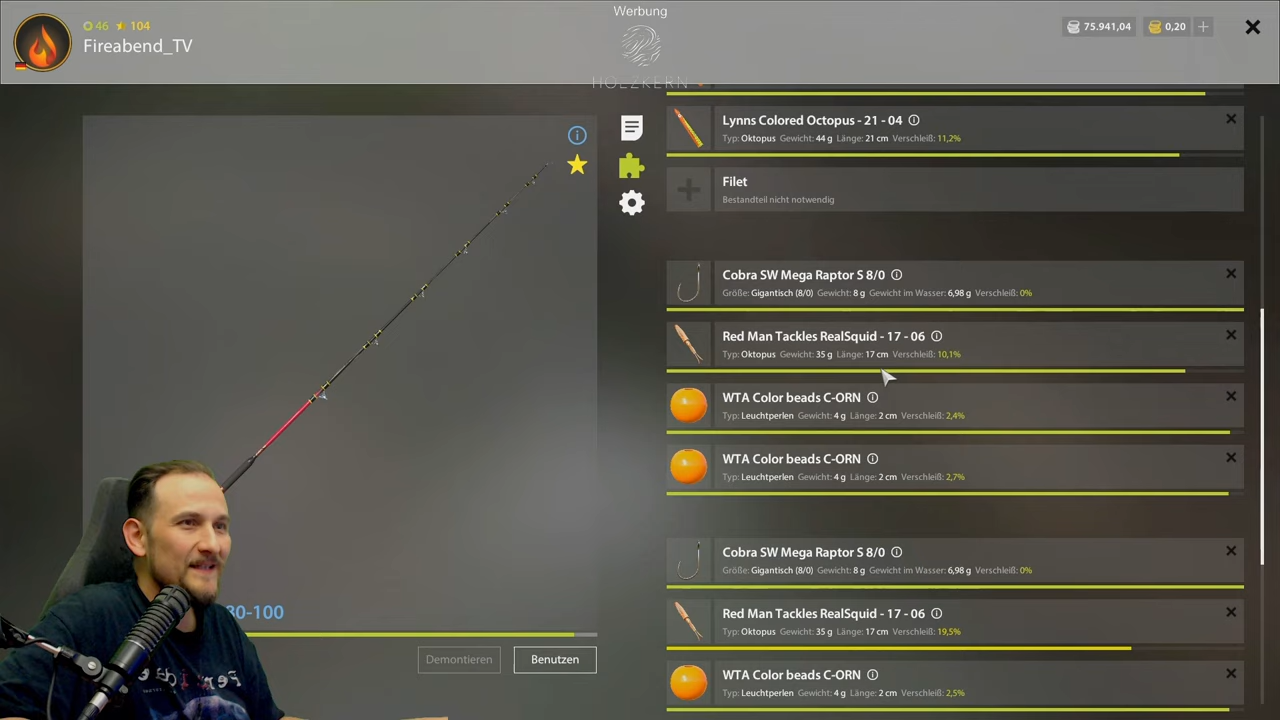 Werbung
46 104
Fireabend_TV
75.941,04
0,20
HOLZKERN
Lynns Colored Octopus - 21 - 04
Typ: Oktopus Gewicht: 44 g Länge: 21 cm Verschleiß: 11,2%
Filet
Bestandteil nicht notwendig
Cobra SW Mega Raptor S 8/0
Größe: Gigantisch (8/0) Gewicht: 8 g Gewicht im Wasser: 6,98 g Verschleiß: 0%
Red Man Tackles RealSquid - 17 - 06
Typ: Oktopus Gewicht: 35 g Länge: 17 cm Verschleiß: 10,1%
WTA Color beads C-ORN
Typ: Leuchtperlen Gewicht: 4 g Länge: 2 cm Verschleiß: 2,4%
WTA Color beads C-ORN
Typ: Leuchtperlen Gewicht: 4 g Länge: 2 cm Verschleiß: 2,7%
Cobra SW Mega Raptor S 8/0
Größe: Gigantisch (8/0) Gewicht: 8 g Gewicht im Wasser: 6,98 g Verschleiß: 0%
Red Man Tackles RealSquid - 17 - 06
Typ: Oktopus Gewicht: 35 g Länge: 17 cm Verschleiß: 19,5%
WTA Color beads C-ORN
Typ: Leuchtperlen Gewicht: 4 g Länge: 2 cm Verschleiß: 2,5%
30-100
Demontieren
Benutzen